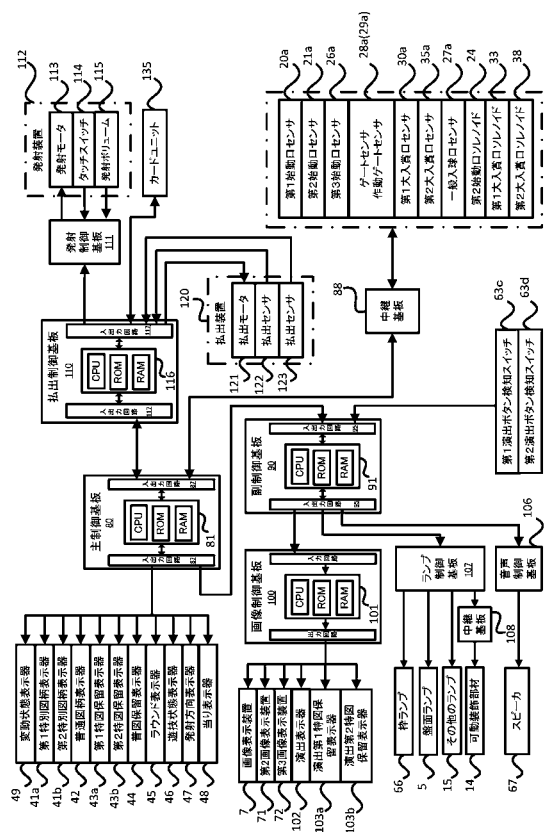 112
113
114
115
135
発射装置
発射モータ
タッチスイッチ
発射ボリューム
カードユニット
発射
制御
基板
111
払出制御基板
110
入出力回路
112
CPU
ROM
RAM
116
入出力回路
117
120
払出装置
払出モータ
払出センサ
払出センサ
121
122
123
20a
21a
26a
28a(29a)
30a
35a
27a
24
33
38
第1始動口センサ
第2始動口センサ
第3始動口センサ
ゲートセンサ
作動ゲートセンサ
第1大入賞口センサ
第2大入賞口センサ
一般入球口センサ
第2始動口ソレノイド
第1大入賞口ソレノイド
第2大入賞口ソレノイド
88
中継
基板
63c
63d
第1演出ボタン検知スイッチ
第2演出ボタン検知スイッチ
主制御基板
80
入出力回路
82
CPU
ROM
RAM
81
入出力回路
82
副制御基板
90
入出力回路
95
CPU
ROM
RAM
91
入出力回路
95
画像制御基板
100
入出力回路
CPU
ROM
RAM
101
出力回路
ランプ
制御基
板
107
音声制
御基板
106
中継
基板
108
変動状態表示器
第1特別図柄表示器
第2特別図柄表示器
普通図柄表示器
第1特図保留表示器
第2特図保留表示器
普図保留表示器
ラウンド表示器
遊技状態表示器
発射方向表示器
当り表示器
49
41a
41b
42
43a
43b
44
45
46
47
48
画像表示装置
第2画像表示装置
第3画像表示装置
演出表示器
演出第1特図保
留表示器
演出第2特図
保留表示器
7
71
72
102
103a
103b
枠ランプ
盤面ランプ
その他のランプ
可動装飾部材
スピーカ
66
5
15
14
67